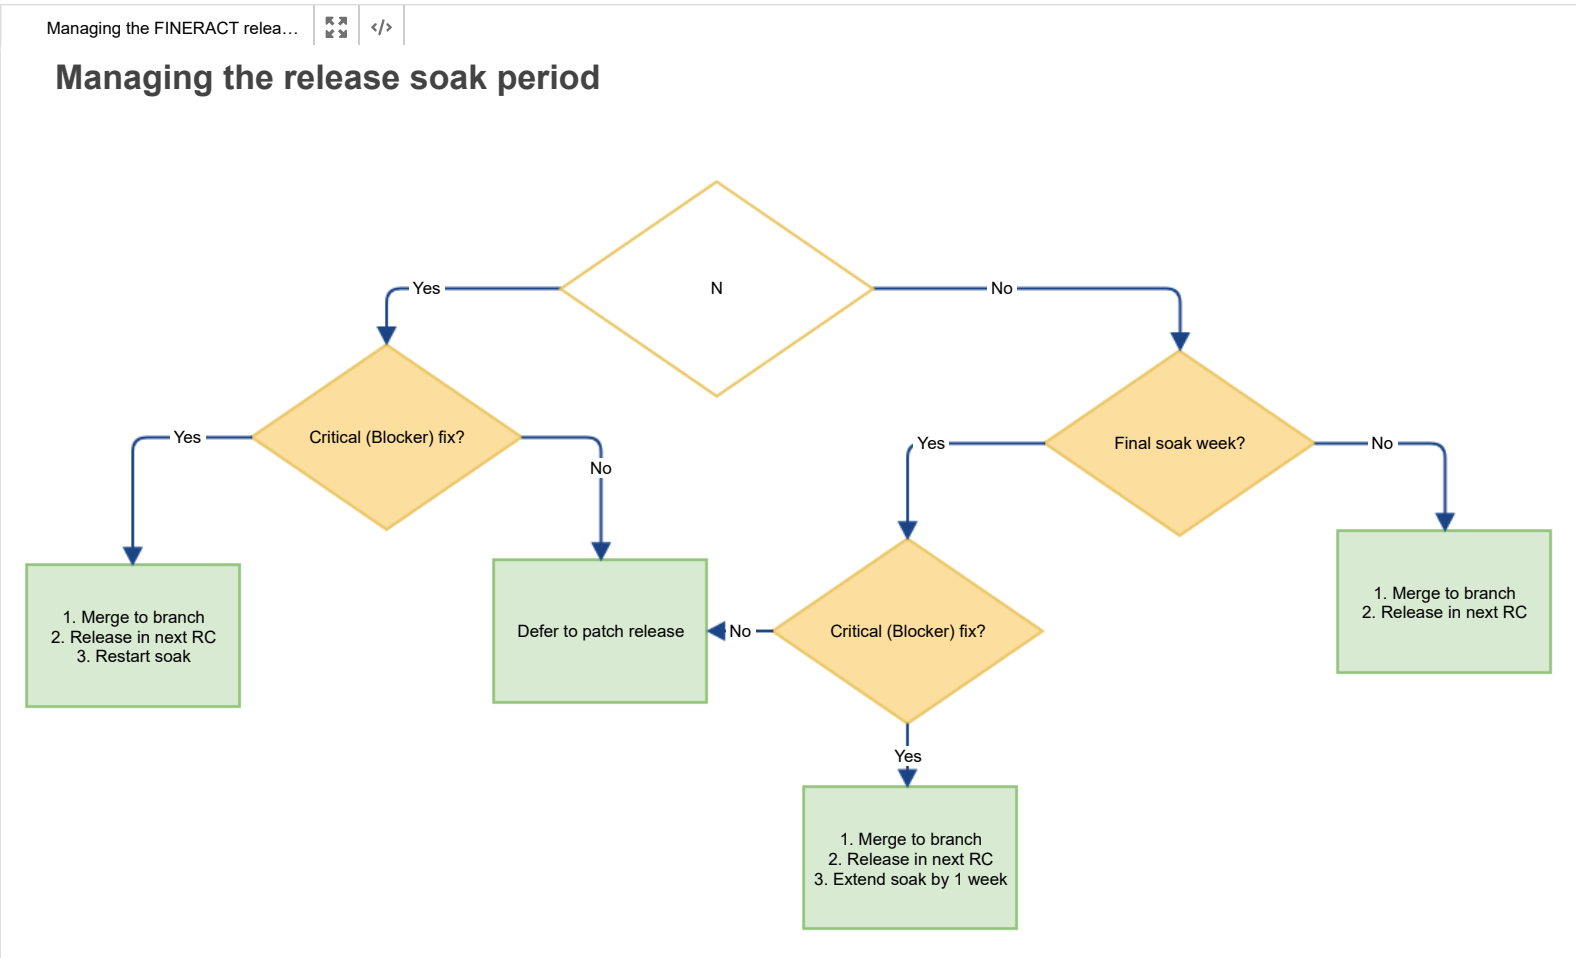 Managing the FINERACT relea…
</>
Managing the release soak period
N
Yes
No
Critical (Blocker) fix?
Yes
No
Final soak week?
Yes
No
1. Merge to branch
2. Release in next RC
3. Restart soak
Defer to patch release
No
Critical (Blocker) fix?
1. Merge to branch
2. Release in next RC
Yes
1. Merge to branch
2. Release in next RC
3. Extend soak by 1 week